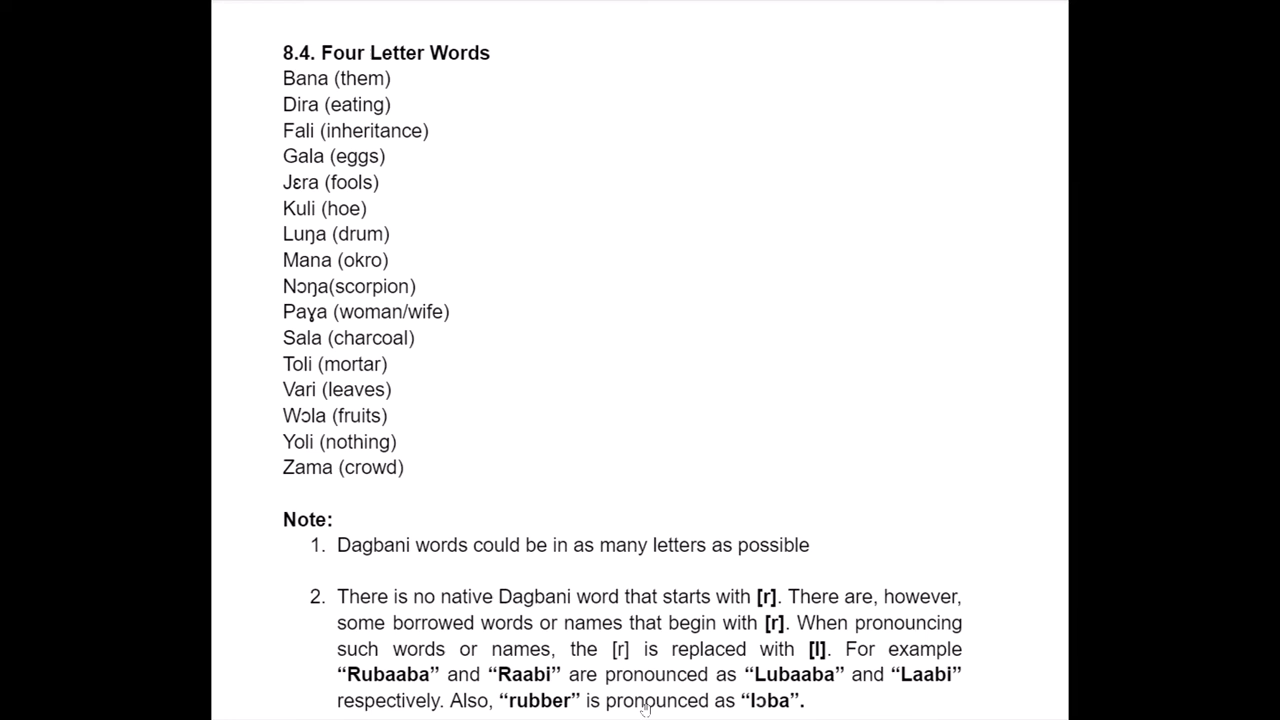 8.4. Four Letter Words
Bana (them)
Dira (eating)
Fali (inheritance)
Gala (eggs)
Jɛra (fools)
Kuli (hoe)
Luŋa (drum)
Mana (okro)
Nɔŋa(scorpion)
Paɣa (woman/wife)
Sala (charcoal)
Toli (mortar)
Vari (leaves)
Wɔla (fruits)
Yoli (nothing)
Zama (crowd)
Note:
1. Dagbani words could be in as many letters as possible
2. There is no native Dagbani word that starts with [r]. There are, however,
some borrowed words or names that begin with [r]. When pronouncing
such words or names, the [r] is replaced with [l]. For example
“Rubaaba” and “Raabi” are pronounced as “Lubaaba” and “Laabi”
respectively. Also, “rubber” is pronounced as “lɔba”.